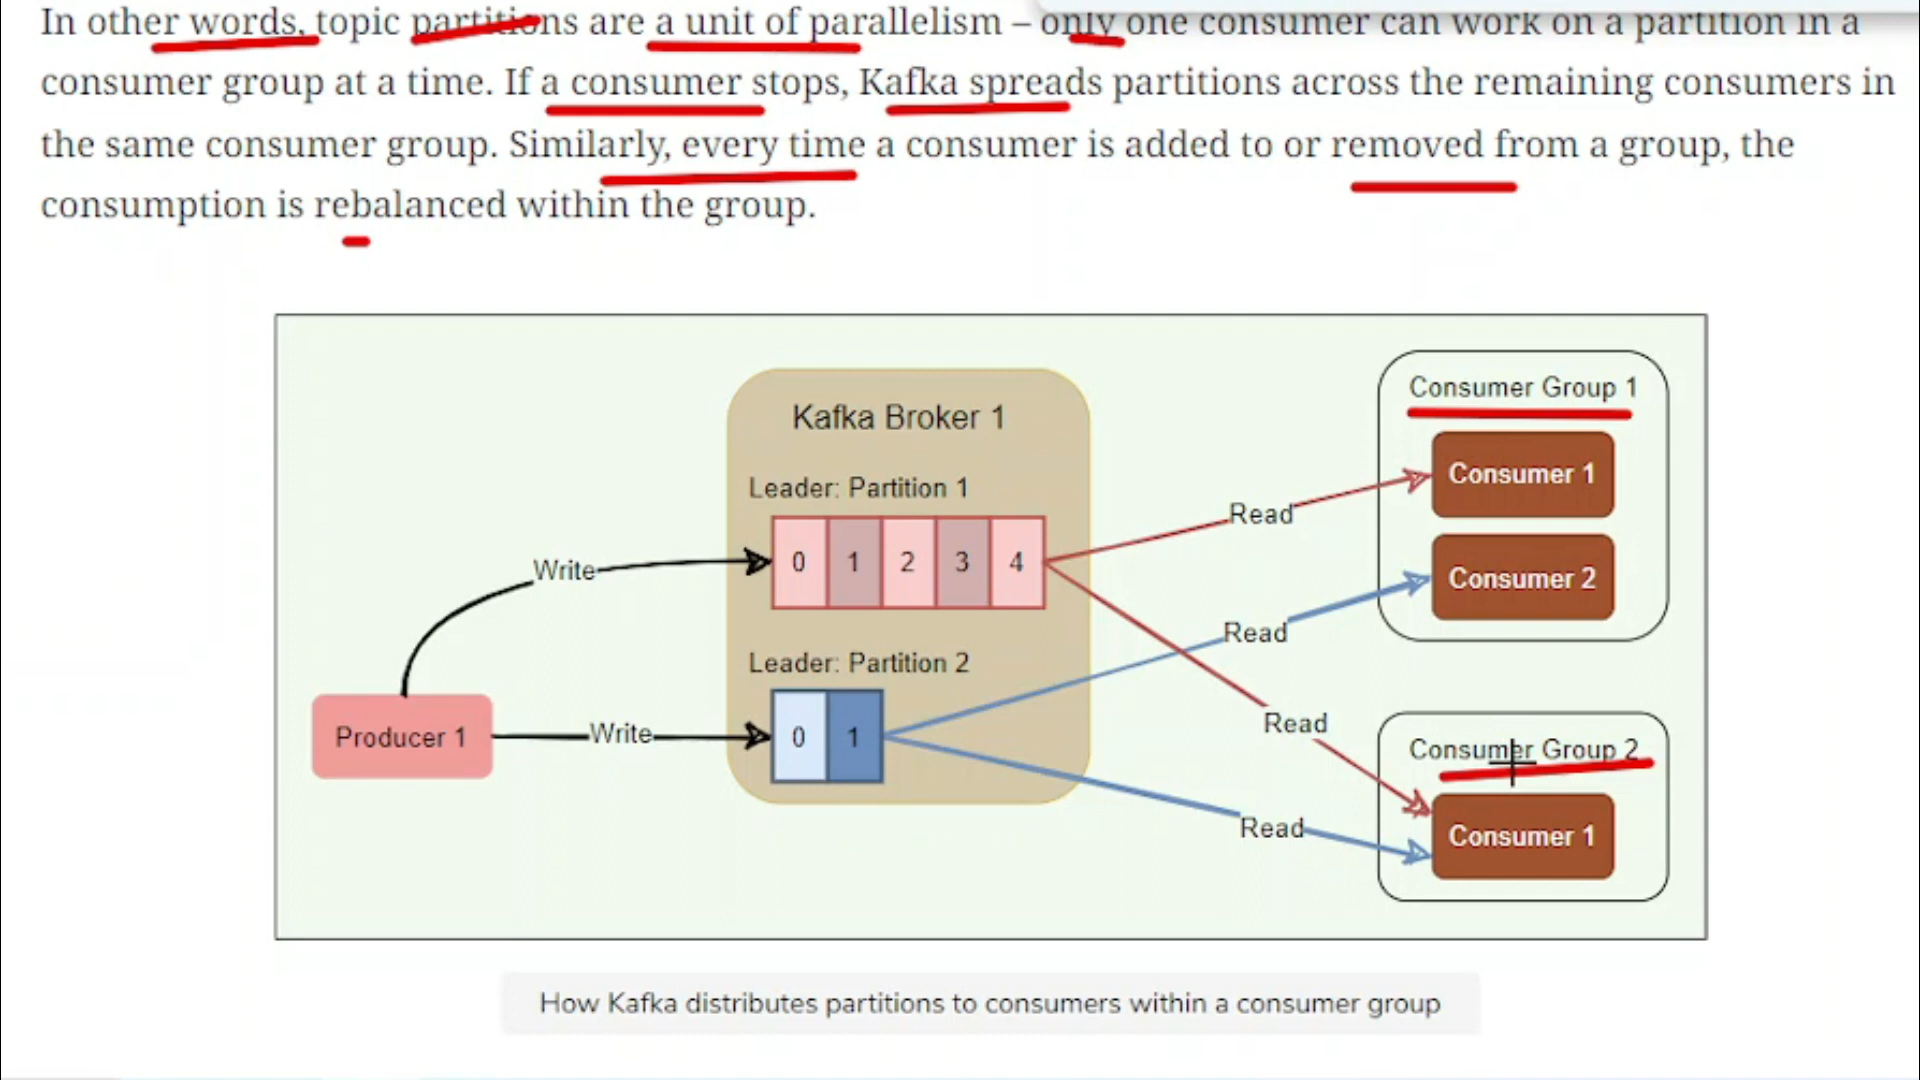 In other words, topic partitions are a unit of parallelism – only one consumer can work on a partition in a
consumer group at a time. If a consumer stops, Kafka spreads partitions across the remaining consumers in
the same consumer group. Similarly, every time a consumer is added to or removed from a group, the
consumption is rebalanced within the group.
Kafka Broker 1
Leader: Partition 1
0 1 2 3 4
Leader: Partition 2
0 1
Producer 1
Write
Write
Read
Read
Read
Read
Consumer Group 1
Consumer 1
Consumer 2
Consumer Group 2
Consumer 1
How Kafka distributes partitions to consumers within a consumer group